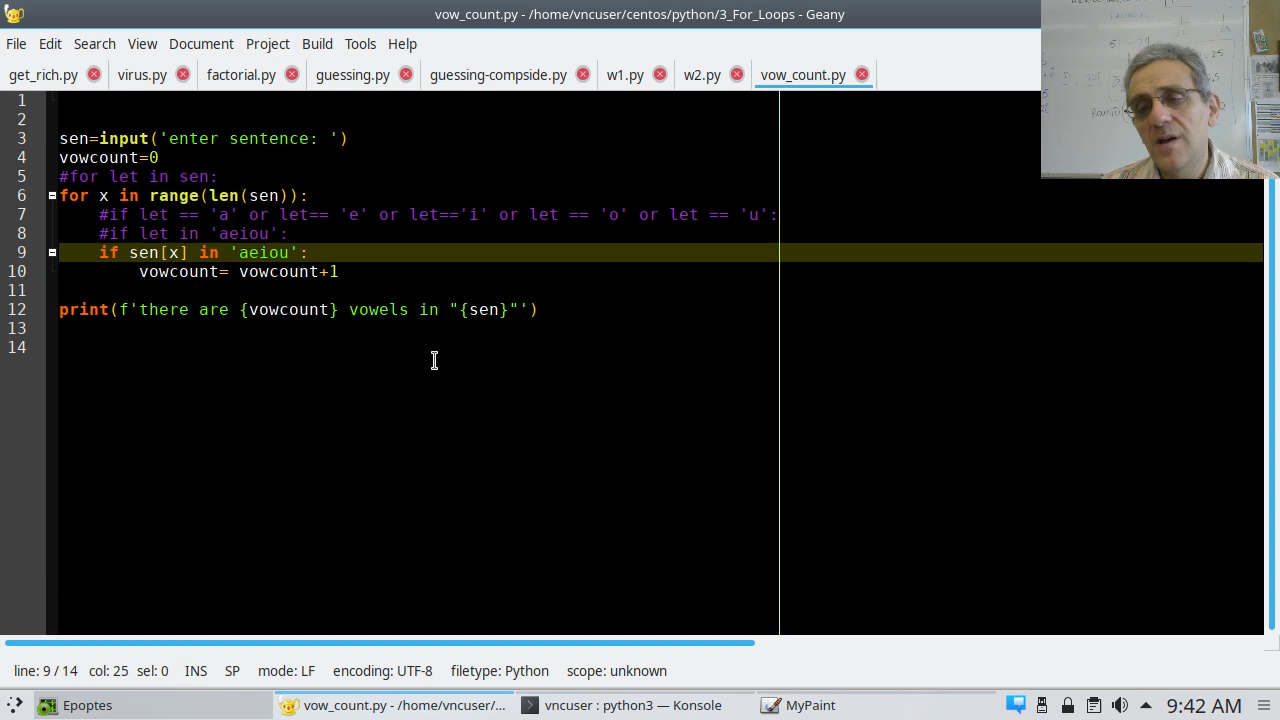 vow_count.py - /home/vncuser/centos/python/3_For_Loops - Geany
File Edit Search View Document Project Build Tools Help
get_rich.py virus.py factorial.py guessing.py guessing-compside.py w1.py w2.py vow_count.py
1
2
3 sen=input('enter sentence: ')
4 vowcount=0
5 #for let in sen:
6 for x in range(len(sen)):
7 #if let == 'a' or let== 'e' or let=='i' or let == 'o' or let == 'u':
8 #if let in 'aeiou':
9 if sen[x] in 'aeiou':
10 vowcount= vowcount+1
11
12 print(f'there are {vowcount} vowels in "{sen}"')
13
14
line: 9 / 14 col: 25 sel: 0 INS SP mode: LF encoding: UTF-8 filetype: Python scope: unknown
Epoptes vow_count.py - /home/vncuser/... vncuser : python3 — Konsole MyPaint 9:42 AM